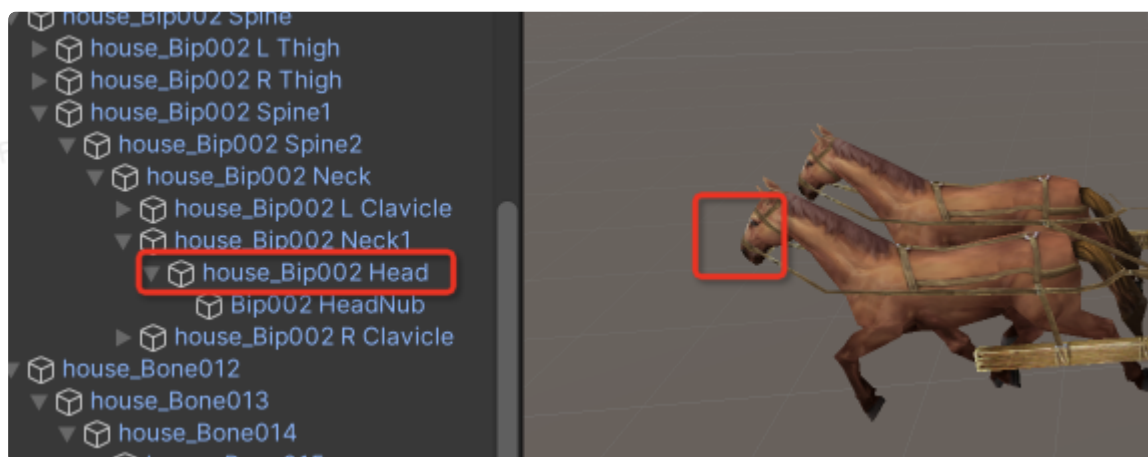 house_Bip002 Spine
house_Bip002 L Thigh
house_Bip002 R Thigh
house_Bip002 Spine1
house_Bip002 Spine2
house_Bip002 Neck
house_Bip002 L Clavicle
house_Bip002 Neck1
house_Bip002 Head
Bip002 HeadNub
house_Bip002 R Clavicle
house_Bone012
house_Bone013
house_Bone014